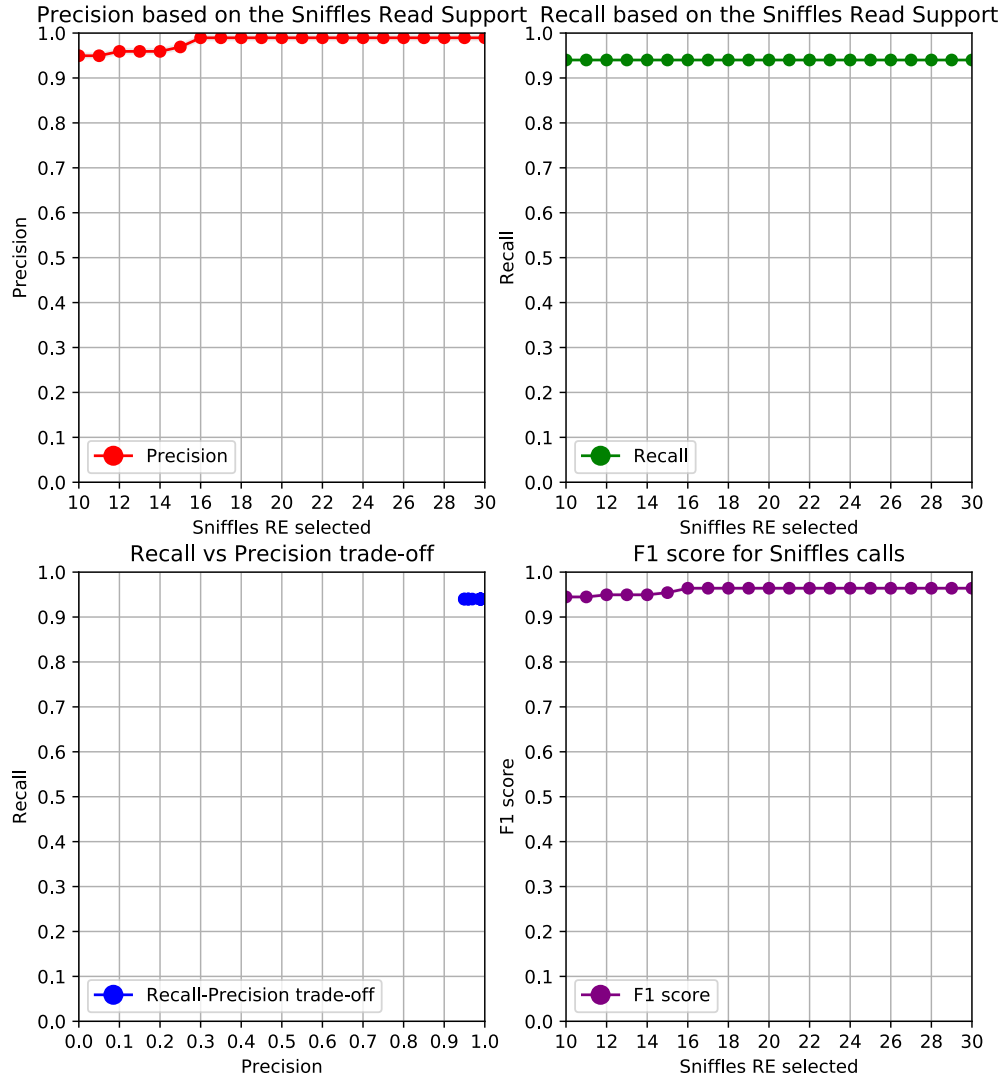 Precision based on the Sniffles Read Support
1.0
0.9
0.8
0.7
0.6
0.5
0.4
0.3
0.2
0.1
0.0
Precision
Precision
10 12 14 16 18 20 22 24 26 28 30
Sniffles RE selected
Recall based on the Sniffles Read Support
1.0
0.9
0.8
0.7
0.6
0.5
0.4
0.3
0.2
0.1
0.0
Recall
Recall
10 12 14 16 18 20 22 24 26 28 30
Sniffles RE selected
Recall vs Precision trade-off
1.0
0.9
0.8
0.7
0.6
0.5
0.4
0.3
0.2
0.1
0.0
Recall
Recall-Precision trade-off
0.0 0.1 0.2 0.3 0.4 0.5 0.6 0.7 0.8 0.9 1.0
Precision
F1 score for Sniffles calls
1.0
0.9
0.8
0.7
0.6
0.5
0.4
0.3
0.2
0.1
0.0
F1 score
F1 score
10 12 14 16 18 20 22 24 26 28 30
Sniffles RE selected